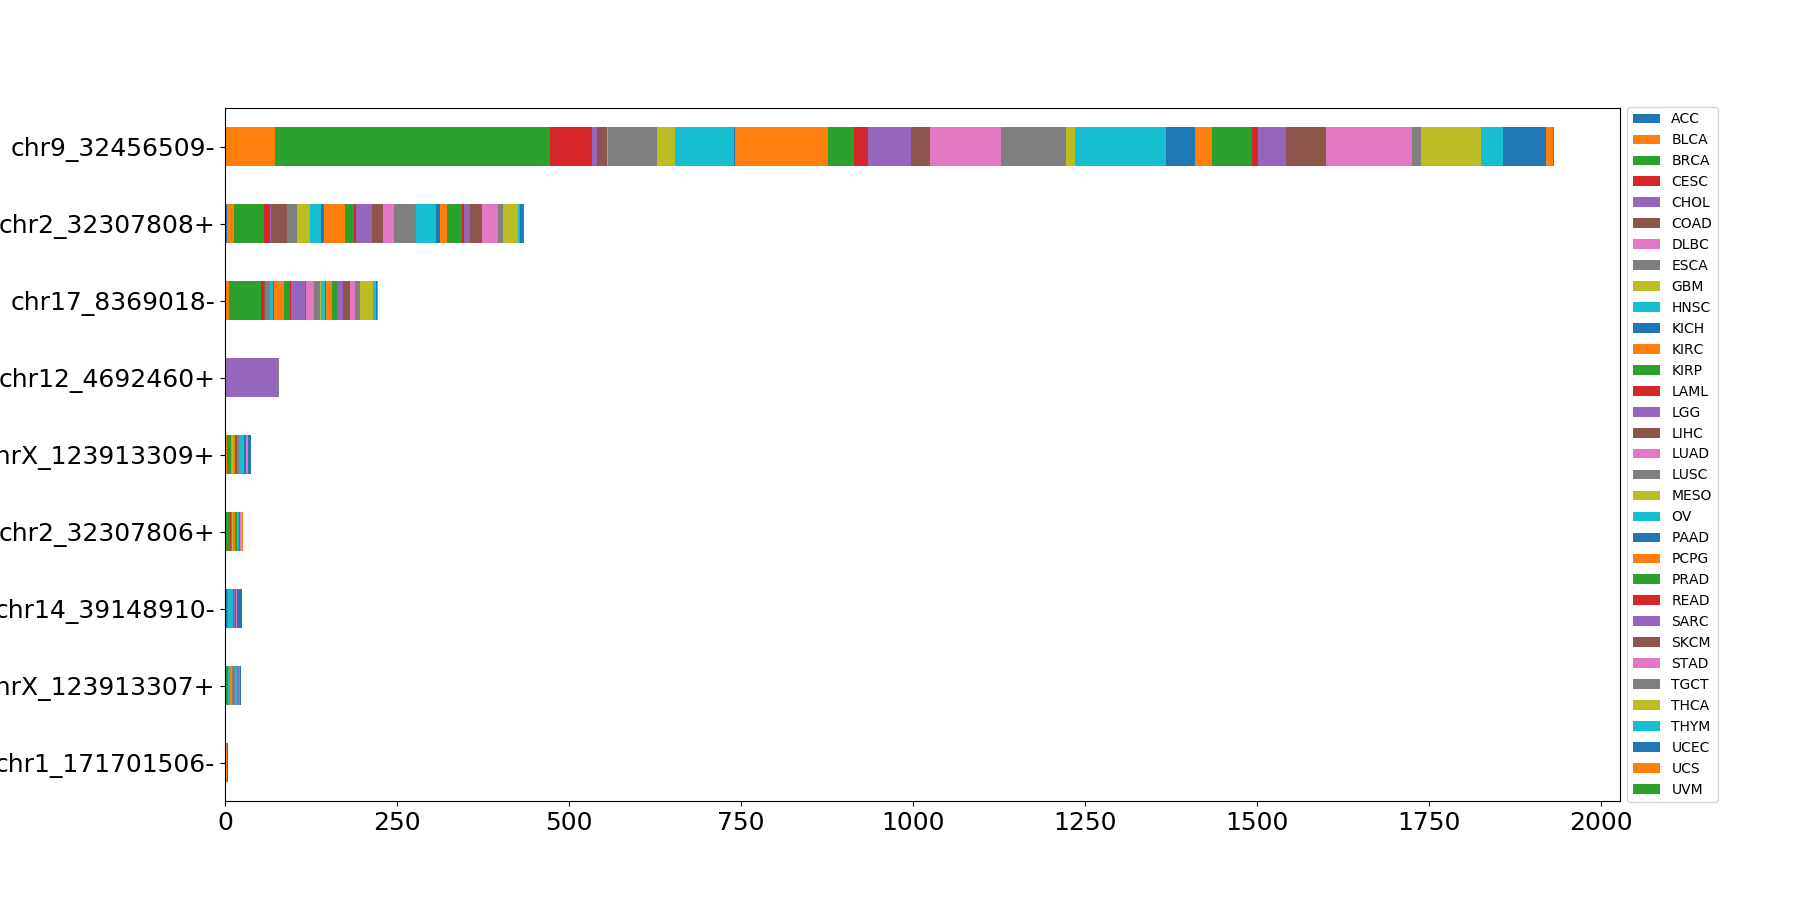 chr9_32456509-
chr2_32307808+
chr17_8369018-
chr12_4692460+
hrX_123913309+
chr2_32307806+
chr14_39148910-
hrX_123913307+
chr1_171701506-
0 250 500 750 1000 1250 1500 1750 2000
ACC
BLCA
BRCA
CESC
CHOL
COAD
DLBC
ESCA
GBM
HNSC
KICH
KIRC
KIRP
LAML
LGG
LIHC
LUAD
LUSC
MESO
OV
PAAD
PCPG
PRAD
READ
SARC
SKCM
STAD
TGCT
THCA
THYM
UCEC
UCS
UVM